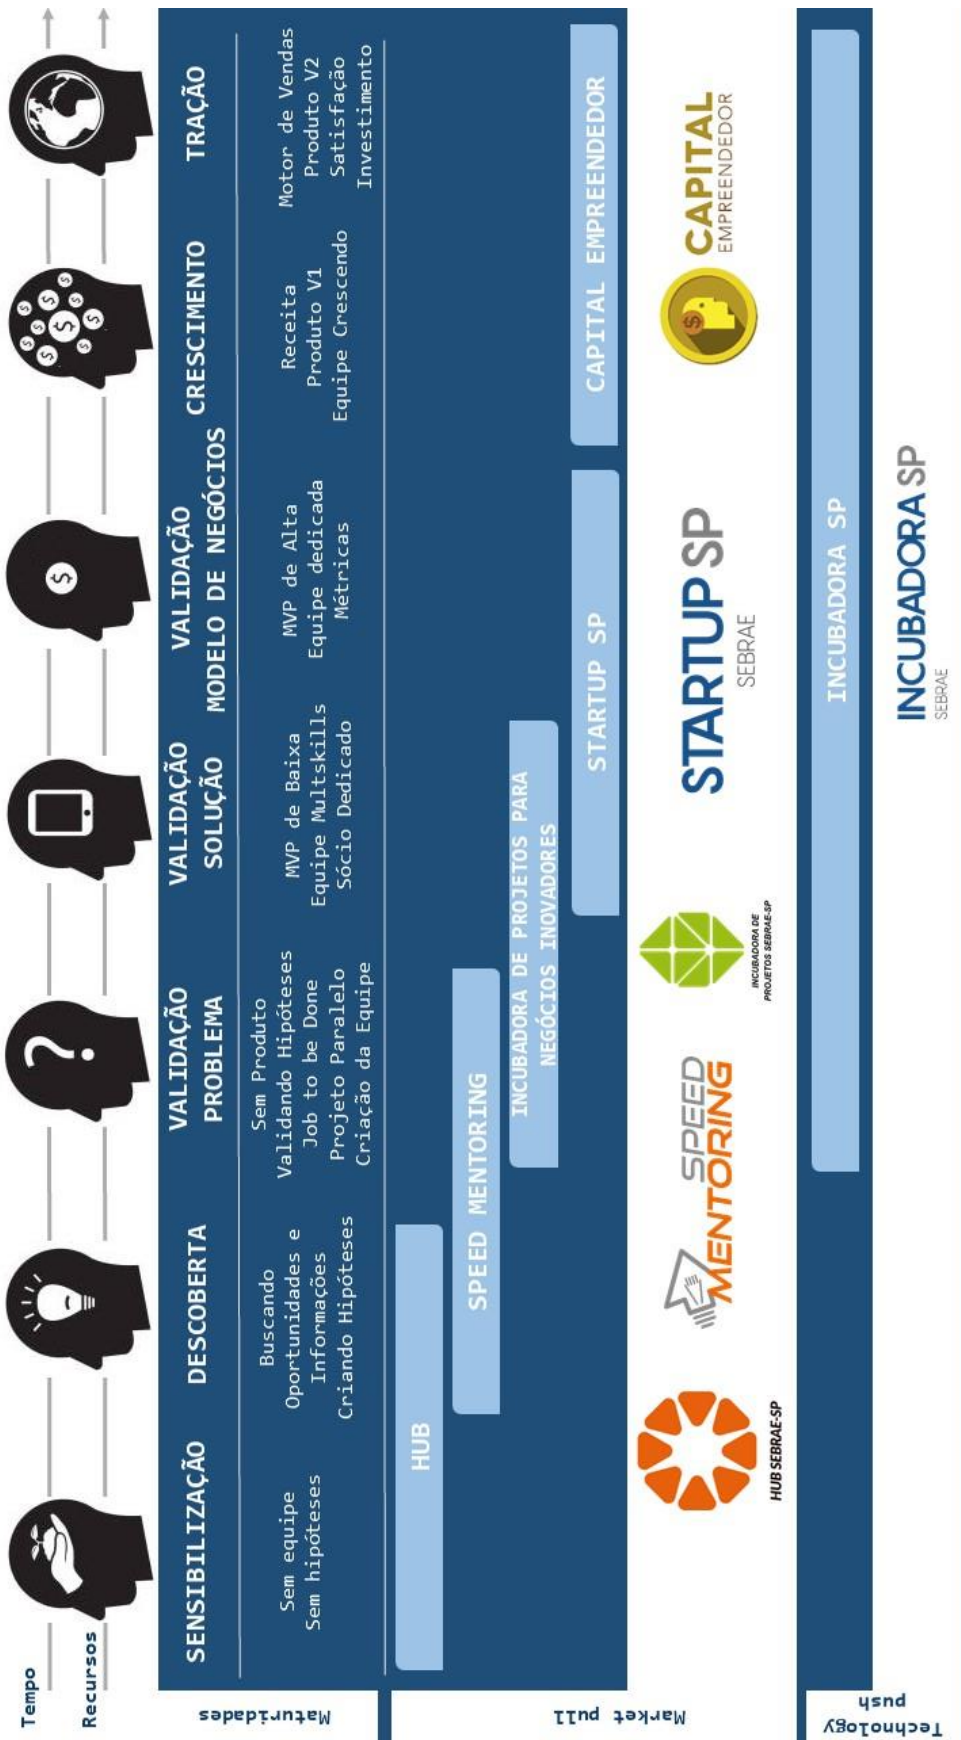 Tempo
Recursos
Maturidades
SENSIBILIZAÇÃO
Sem equipe
Sem hipóteses
DESCOBERTA
Buscando
Oportunidades e
Informações
Criando Hipóteses
VALIDAÇÃO
PROBLEMA
Sem Produto
Validando Hipóteses
Job to be Done
Projeto Paralelo
Criação da Equipe
VALIDAÇÃO
SOLUÇÃO
MVP de Baixa
Equipe Multskills
Sócio Dedicado
VALIDAÇÃO
MODELO DE NEGÓCIOS
MVP de Alta
Equipe dedicada
Métricas
CRESCIMENTO
Receita
Produto V1
Equipe Crescendo
TRAÇÃO
Motor de Vendas
Produto V2
Satisfação
Investimento
Market pull
HUB
SPEED MENTORING
INCUBADORA DE PROJETOS PARA
NEGÓCIOS INOVADORES
STARTUP SP
CAPITAL EMPREENDEDOR
HUB SEBRAE-SP
SPEED
MENTORING
INCUBADORA DE
PROJETOS SEBRAE-SP
STARTUP SP
SEBRAE
CAPITAL
EMPREENDEDOR
Technology
push
INCUBADORA SP
INCUBADORA SP
SEBRAE